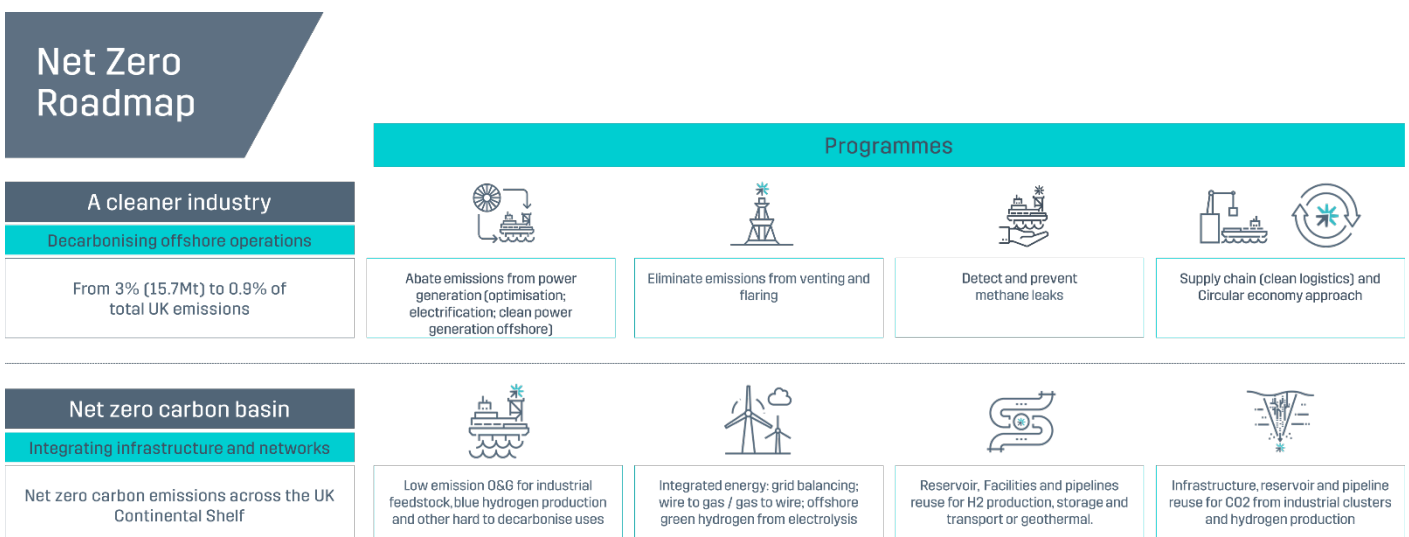 Net Zero
Roadmap
Programmes
A cleaner industry
Decarbonising offshore operations
From 3% (15.7Mt) to 0.9% of
total UK emissions
Abate emissions from power
generation (optimisation;
electrification; clean power
generation offshore)
Eliminate emissions from venting and
flaring
Detect and prevent
methane leaks
Supply chain (clean logistics) and
Circular economy approach
Net zero carbon basin
Integrating infrastructure and networks
Net zero carbon emissions across the UK
Continental Shelf
Low emission O&G for industrial
feedstock, blue hydrogen production
and other hard to decarbonise uses
Integrated energy: grid balancing;
wire to gas / gas to wire; offshore
green hydrogen from electrolysis
Reservoir, Facilities and pipelines
reuse for H2 production, storage and
transport or geothermal.
Infrastructure, reservoir and pipeline
reuse for CO2 from industrial clusters
and hydrogen production